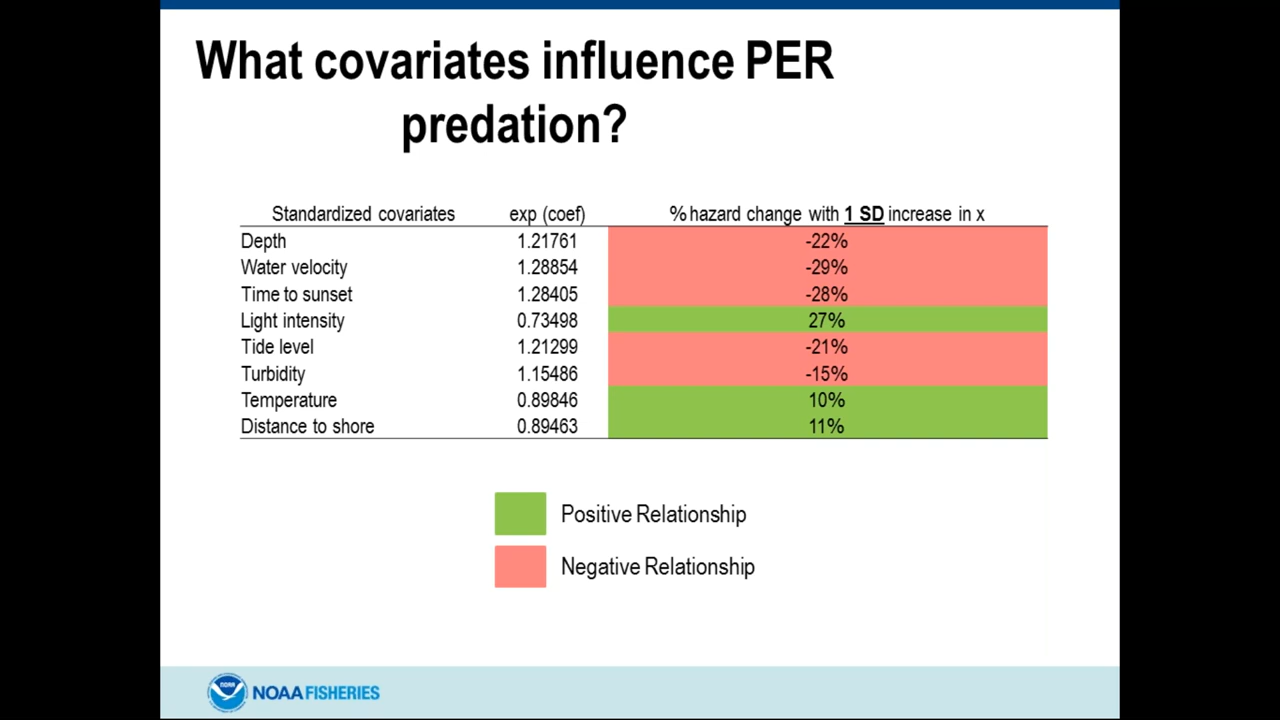 What covariates influence PER
predation?
Standardized covariates exp (coef) % hazard change with 1 SD increase in x
Depth 1.21761 -22%
Water velocity 1.28854 -29%
Time to sunset 1.28405 -28%
Light intensity 0.73498 27%
Tide level 1.21299 -21%
Turbidity 1.15486 -15%
Temperature 0.89846 10%
Distance to shore 0.89463 11%
Positive Relationship
Negative Relationship
NOAA NOAA FISHERIES